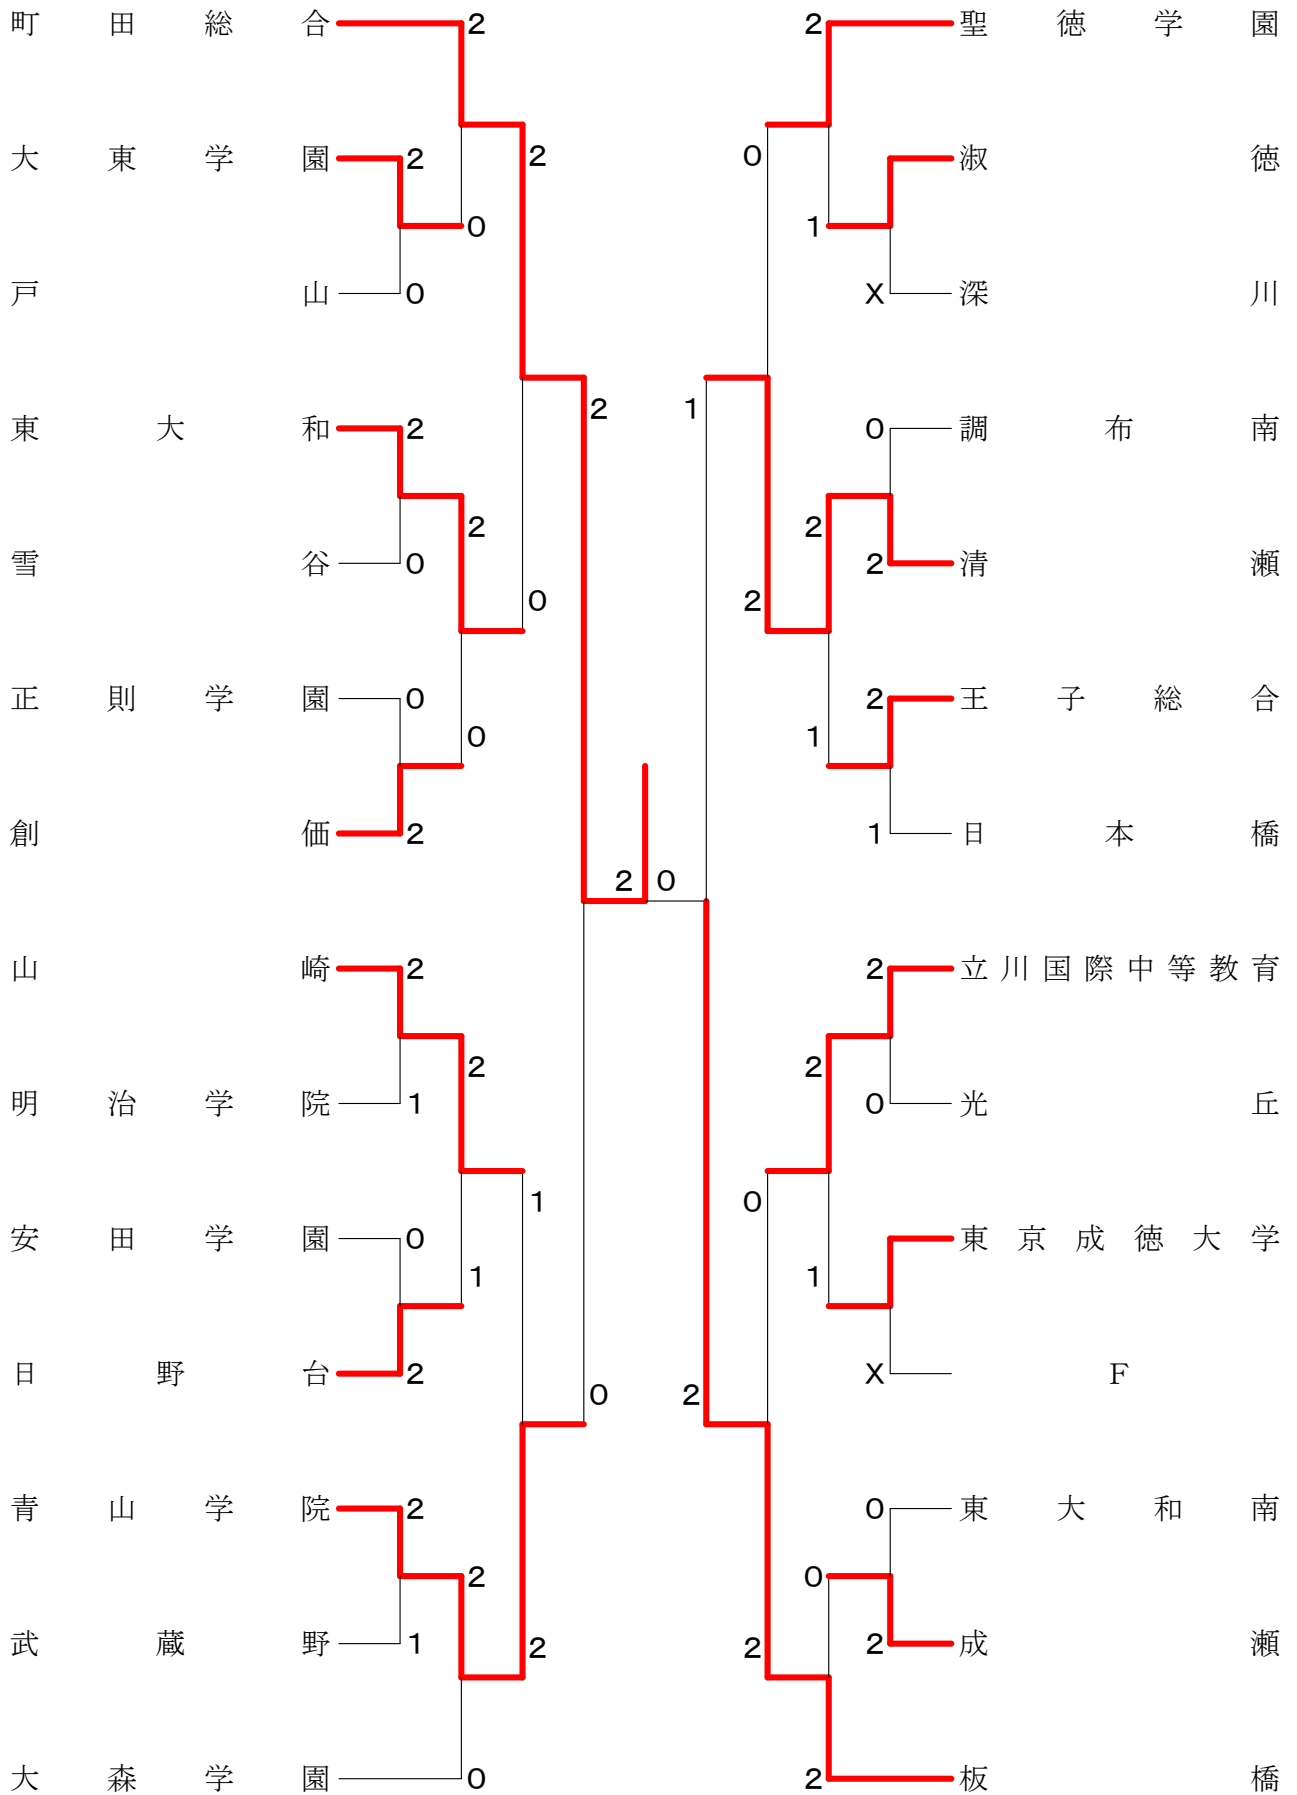 町田総合 2 2 聖徳学園
大東学園 2 2 0 淑徳
0 1
戸山 0 X 深川
2 1
東大和 2 0 調布南
2 2
雪谷 0 2 清瀬
0 2
正則学園 0 2 王子総合
0 1
創価 2 1 日本橋
2 0
山崎 2 2 立川国際中等教育
2 2
明治学院 1 0 光丘
1 0
安田学園 0 東京成徳大学
1 1
日野台 2 X F
0 2
青山学院 2 0 東大和南
2 0
武蔵野 1 2 2 2 成瀬
大森学園 0 2 板橋